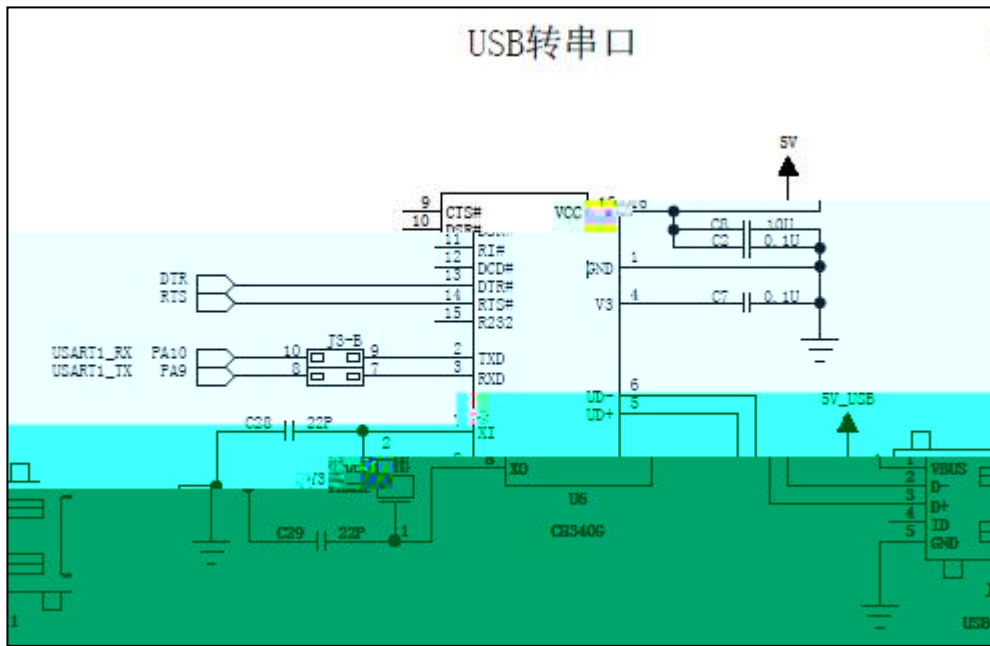 USB转串口
5V
9 CTS# VCC
10
C8 10U
C2 0.1U
11 RI#
12 DCD# GND 1
13 DTR#
DTR
14 RTS# V3 4 C7 0.1U
RTS
15 R232
J3-B
USART1_RX PA10 10 9 2 TXD
USART1_TX PA9 8 7 3 RXD
UD- 6
UD+ 5
5V_USB
C28 22P XI
2
8 XO
1 VBUS
2 D-
3 D+
4 ID
5 GND
U6
CH340G
C29 22P 1
1